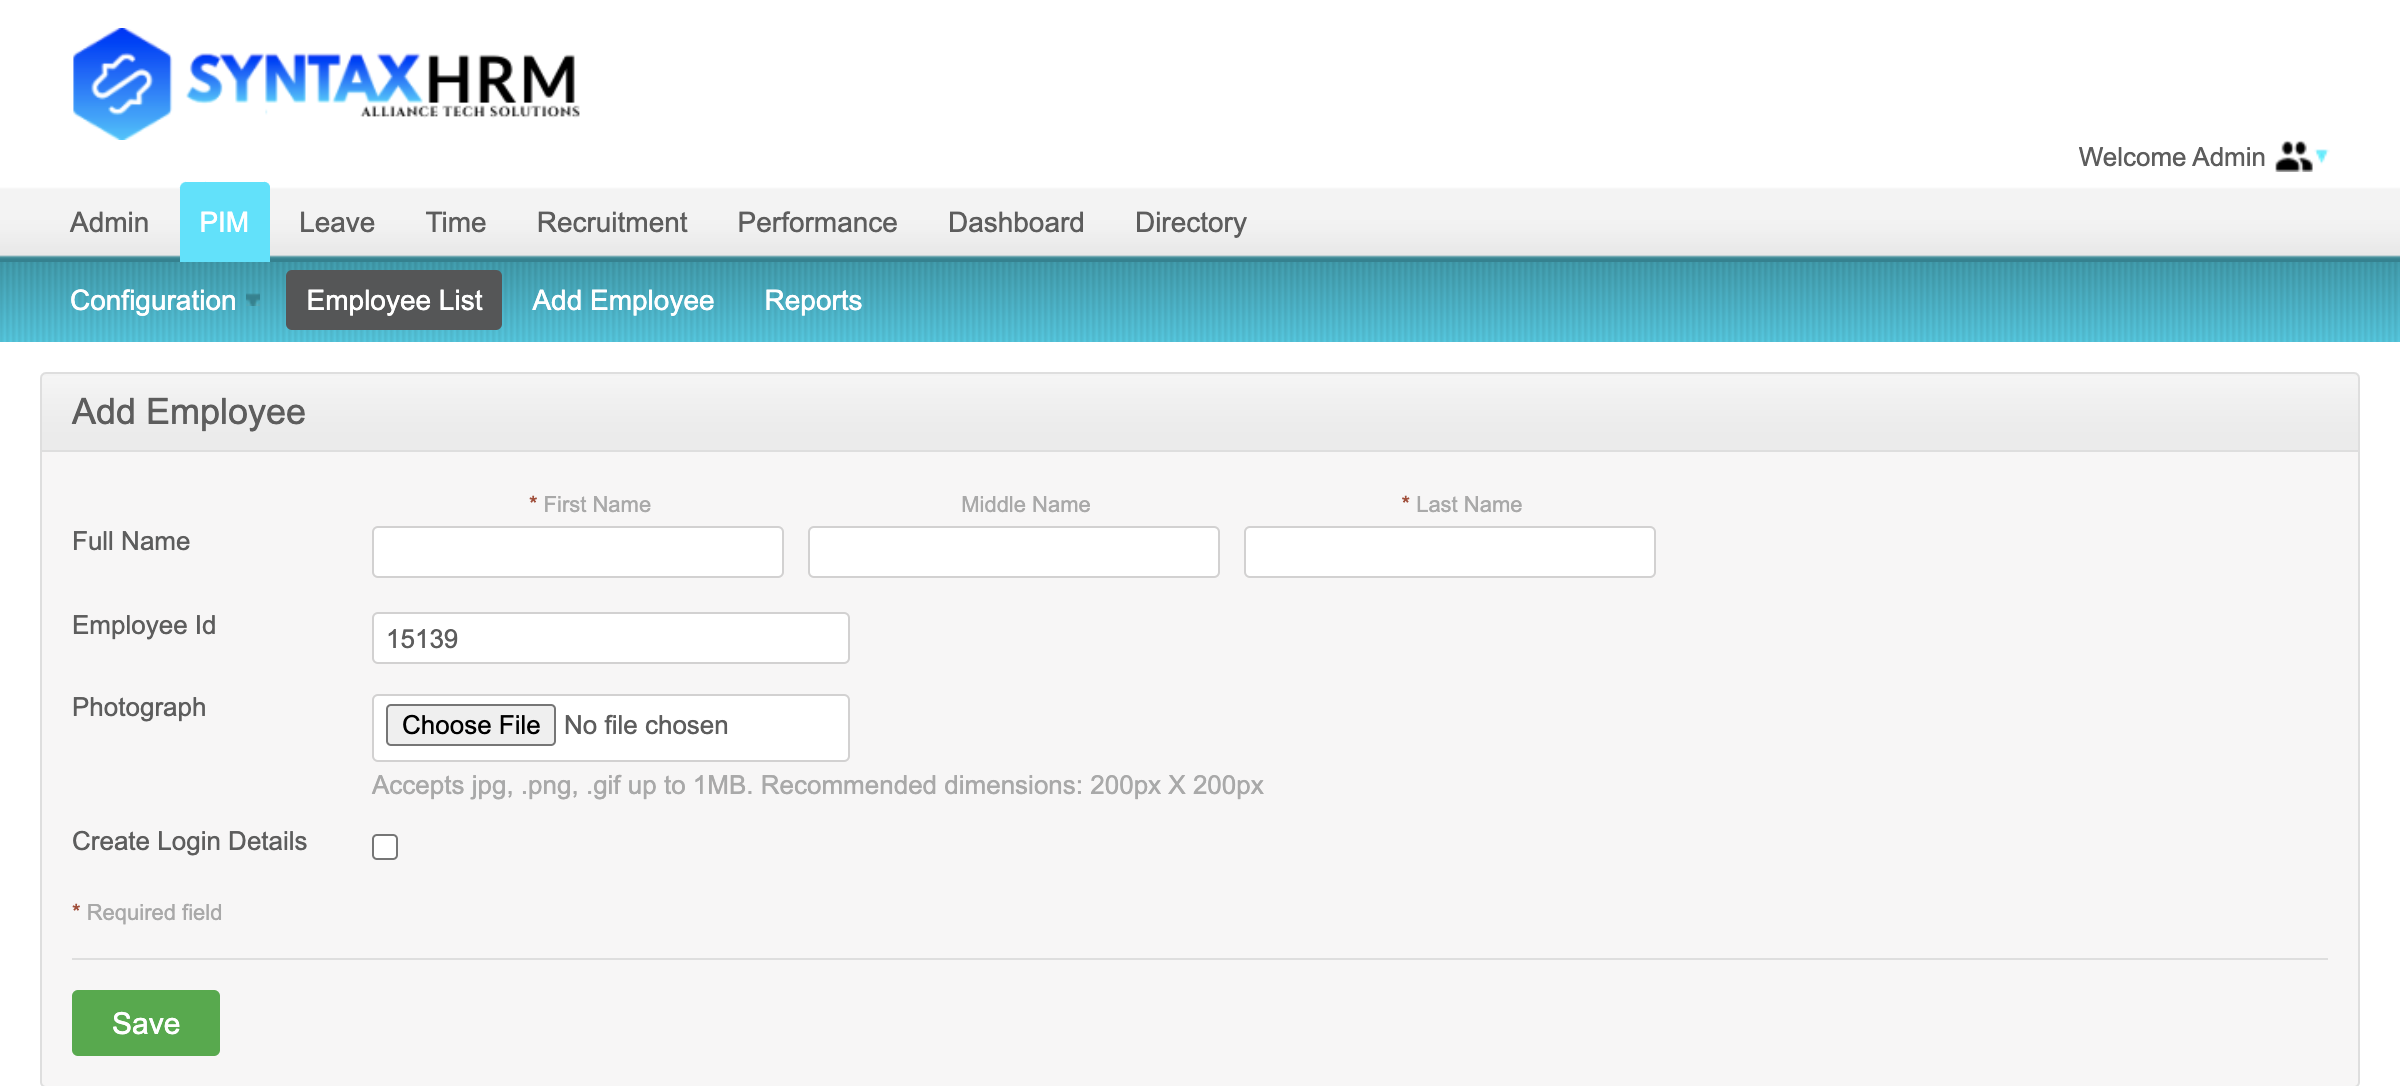 SYNTAXHRM
ALLIANCE TECH SOLUTIONS
Welcome Admin
Admin PIM Leave Time Recruitment Performance Dashboard Directory
Configuration Employee List Add Employee Reports
Add Employee
* First Name Middle Name * Last Name
Full Name
Employee Id 15139
Photograph Choose File No file chosen
Accepts jpg, .png, .gif up to 1MB. Recommended dimensions: 200px X 200px
Create Login Details
* Required field
Save